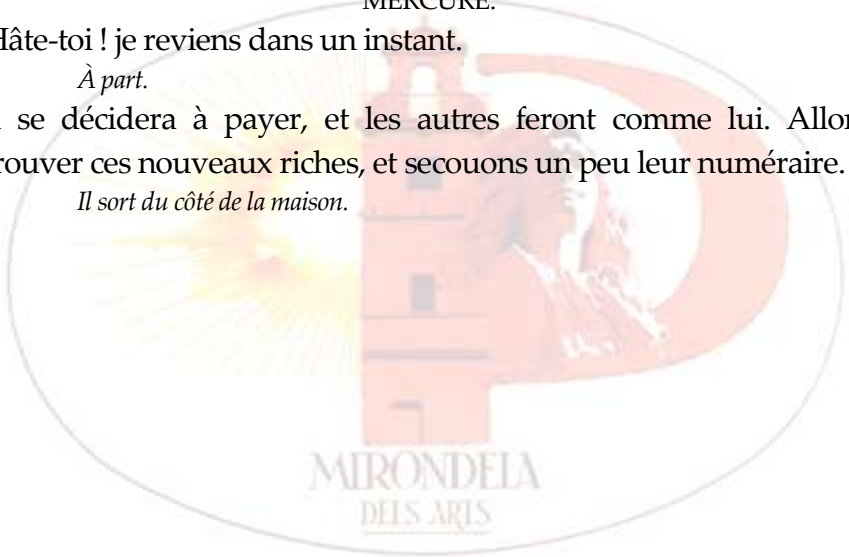 MERCURE.
Hâte-toi ! je reviens dans un instant.
À part.
se décidera à payer, et les autres feront comme lui.
rouver ces nouveaux riches, et secouons un peu leur numéraire.
Il sort du côté de la maison.
MIRONDELA
DELS ARTS